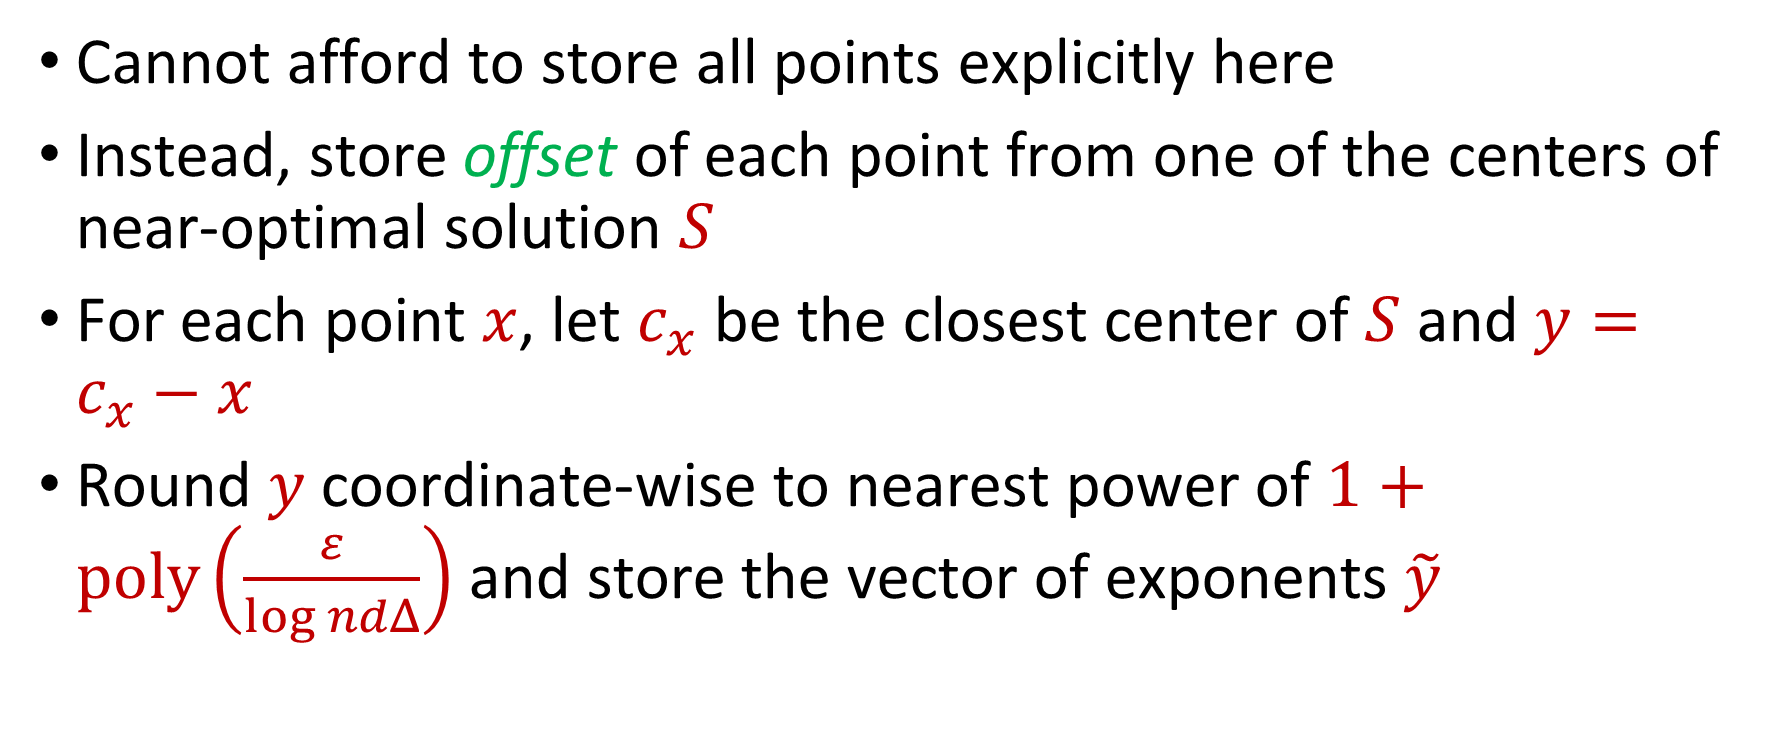 • Cannot afford to store all points explicitly here
• Instead, store offset of each point from one of the centers of
near-optimal solution S
• For each point x, let cₓ be the closest center of S and y =
cₓ − x
• Round y coordinate-wise to nearest power of 1 +
poly(ε/log ndΔ) and store the vector of exponents ỹ